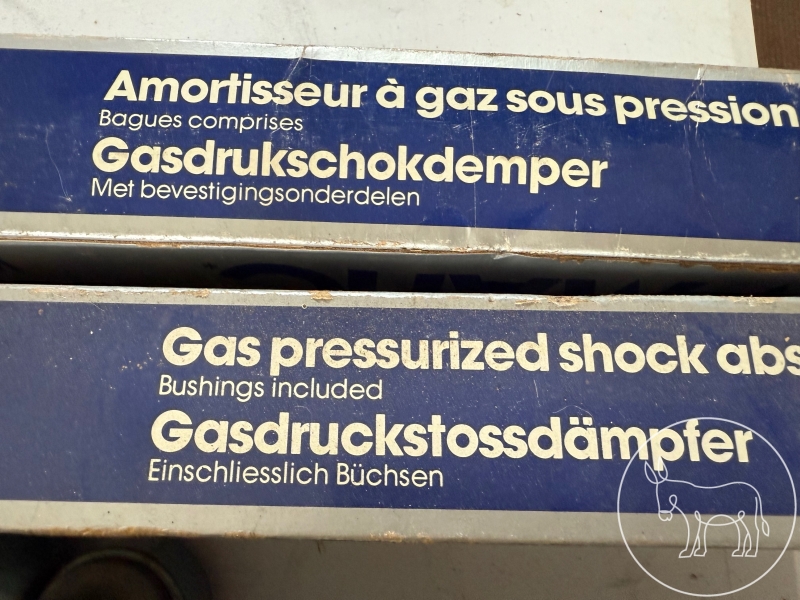 Amortisseur à gaz sous pression
Bagues comprises
Gasdrukschokdemper
Met bevestigingsonderdelen
Gas pressurized shock abs
Bushings included
Gasdruckstossdämpfer
Einschliesslich Büchsen